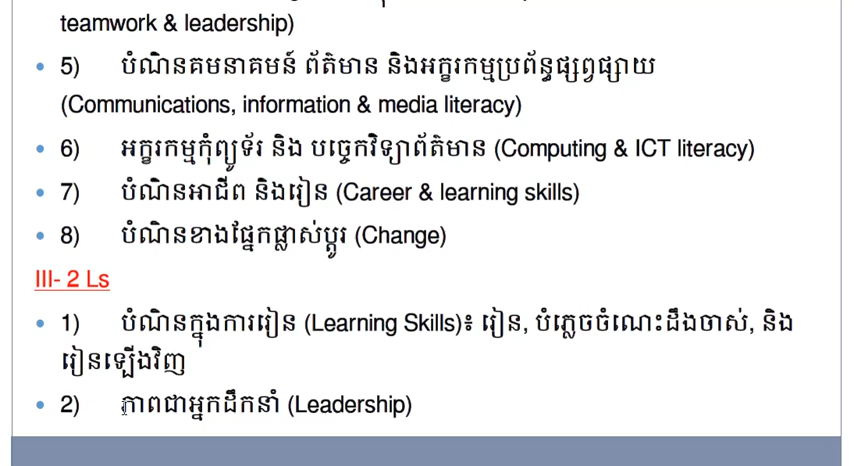 teamwork & leadership)
• 5) បំណិនគមនាគមន៍ ព័ត៌មាន និងអក្ខរកម្មប្រព័ន្ធផ្សព្វផ្សាយ
(Communications, information & media literacy)
• 6) អក្ខរកម្មកុំព្យូទ័រ និង បច្ចេកវិទ្យាព័ត៌មាន (Computing & ICT literacy)
• 7) បំណិនអាជីព និងរៀន (Career & learning skills)
• 8) បំណិនខាងផ្នែកផ្លាស់ប្តូរ (Change)
III- 2 Ls
• 1) បំណិនក្នុងការរៀន (Learning Skills)៖ រៀន, បំភ្លេចចំណេះដឹងចាស់, និង
រៀនឡើងវិញ
• 2) ភាពជាអ្នកដឹកនាំ (Leadership)